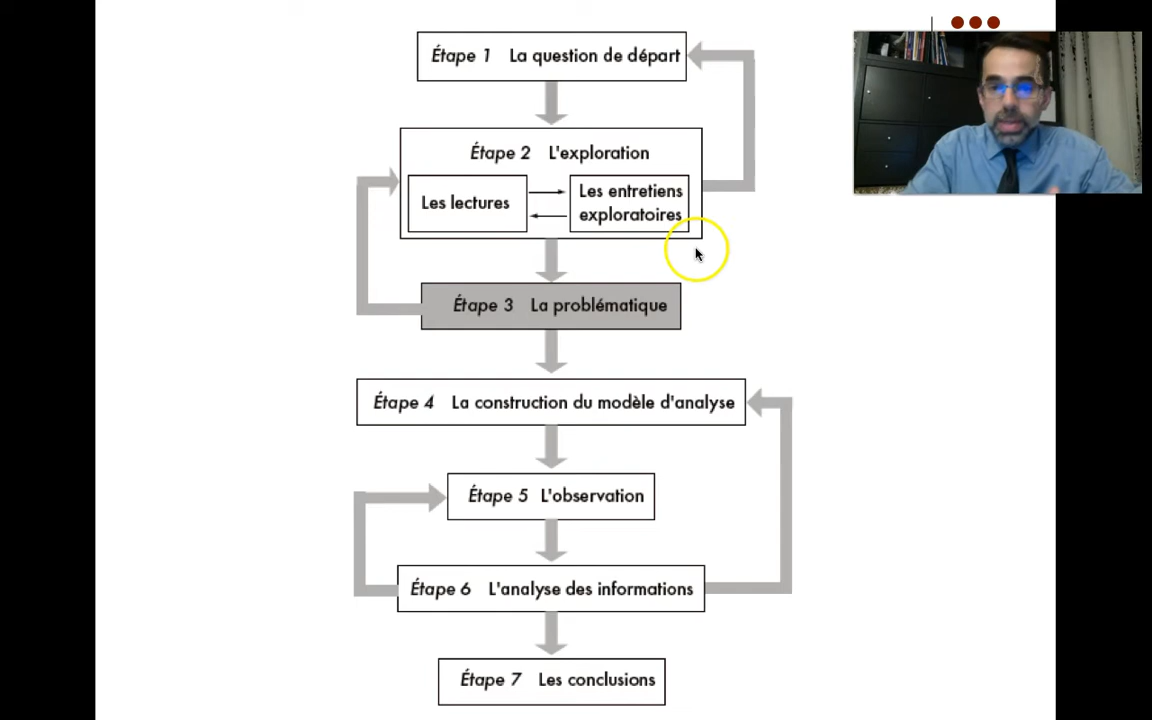 Étape 1 La question de départ
Étape 2 L'exploration
Les lectures
Les entretiens
exploratoires
Étape 3 La problématique
Étape 4 La construction du modèle d'analyse
Étape 5 L'observation
Étape 6 L'analyse des informations
Étape 7 Les conclusions